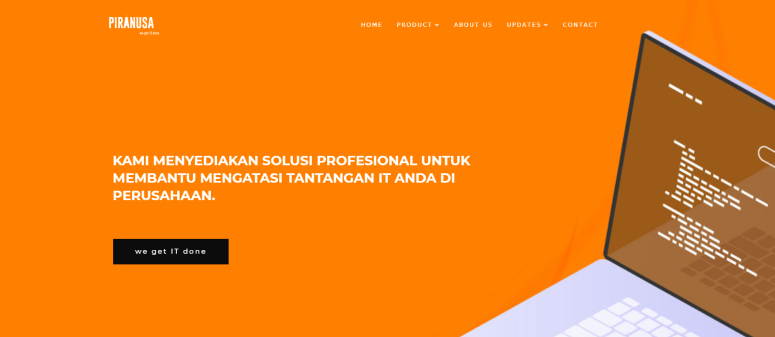 PIRANUSA
HOME PRODUCT ABOUT US UPDATES CONTACT
KAMI MENYEDIAKAN SOLUSI PROFESIONAL UNTUK
MEMBANTU MENGATASI TANTANGAN IT ANDA DI
PERUSAHAAN.
we get IT done